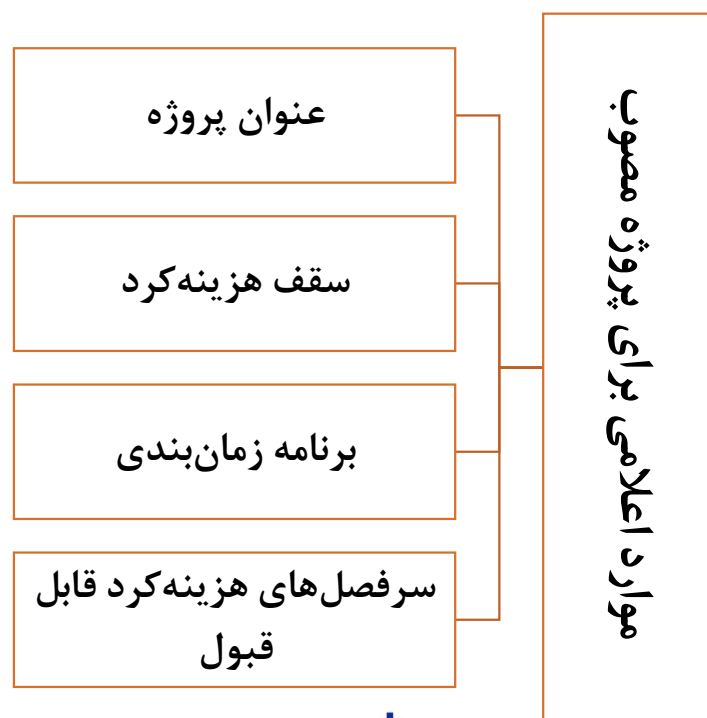 موارد اعلامی برای پروژه مصوب
عنوان پروژه
سقف هزینه‌کرد
برنامه زمان‌بندی
سرفصل‌های هزینه‌کرد قابل
قبول